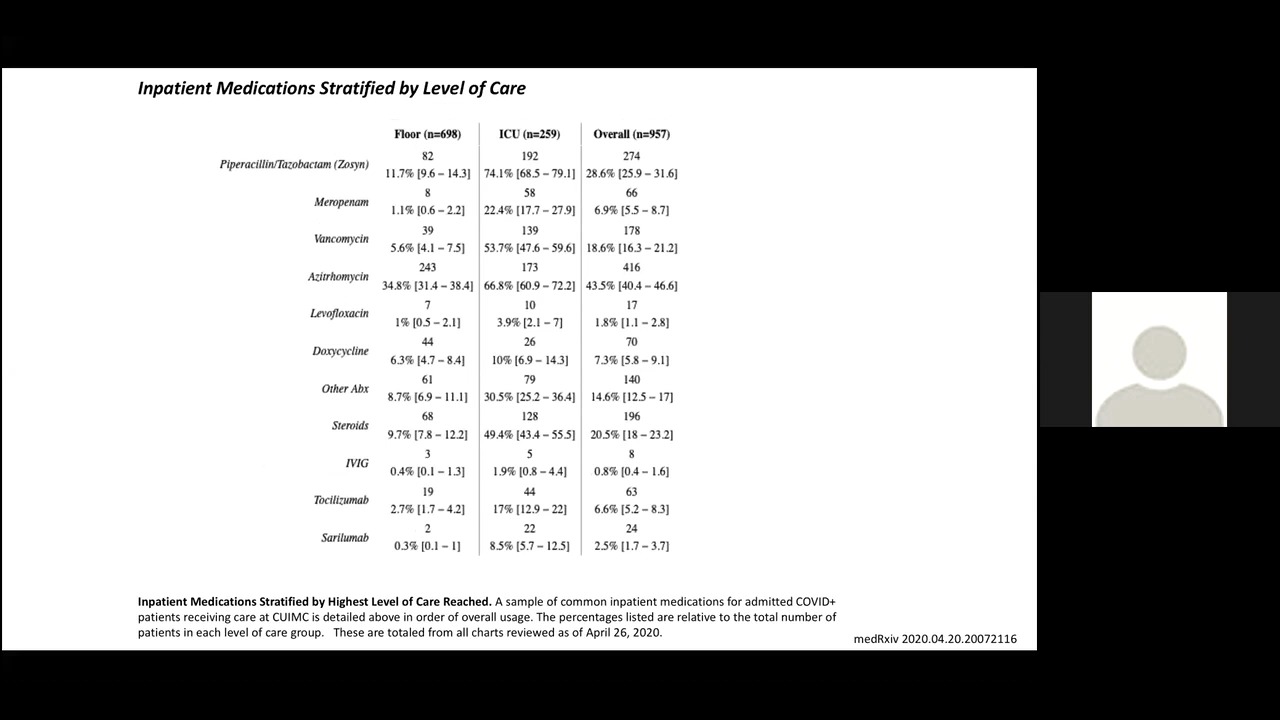 Inpatient Medications Stratified by Level of Care
Floor (n=698) ICU (n=259) Overall (n=957)
82 192 274
Piperacillin/Tazobactam (Zosyn)
11.7% [9.6 – 14.3] 74.1% [68.5 – 79.1] 28.6% [25.9 – 31.6]
8 58 66
Meropenam
1.1% [0.6 – 2.2] 22.4% [17.7 – 27.9] 6.9% [5.5 – 8.7]
39 139 178
Vancomycin
5.6% [4.1 – 7.5] 53.7% [47.6 – 59.6] 18.6% [16.3 – 21.2]
243 173 416
Azitrhomycin
34.8% [31.4 – 38.4] 66.8% [60.9 – 72.2] 43.5% [40.4 – 46.6]
7 10 17
Levofloxacin
1% [0.5 – 2.1] 3.9% [2.1 – 7] 1.8% [1.1 – 2.8]
44 26 70
Doxycycline
6.3% [4.7 – 8.4] 10% [6.9 – 14.3] 7.3% [5.8 – 9.1]
61 79 140
Other Abx
8.7% [6.9 – 11.1] 30.5% [25.2 – 36.4] 14.6% [12.5 – 17]
68 128 196
Steroids
9.7% [7.8 – 12.2] 49.4% [43.4 – 55.5] 20.5% [18 – 23.2]
3 5 8
IVIG
0.4% [0.1 – 1.3] 1.9% [0.8 – 4.4] 0.8% [0.4 – 1.6]
19 44 63
Tocilizumab
2.7% [1.7 – 4.2] 17% [12.9 – 22] 6.6% [5.2 – 8.3]
2 22 24
Sarilumab
0.3% [0.1 – 1] 8.5% [5.7 – 12.5] 2.5% [1.7 – 3.7]
Inpatient Medications Stratified by Highest Level of Care Reached. A sample of common inpatient medications for admitted COVID+
patients receiving care at CUIMC is detailed above in order of overall usage. The percentages listed are relative to the total number of
patients in each level of care group. These are totaled from all charts reviewed as of April 26, 2020.
medRxiv 2020.04.20.20072116